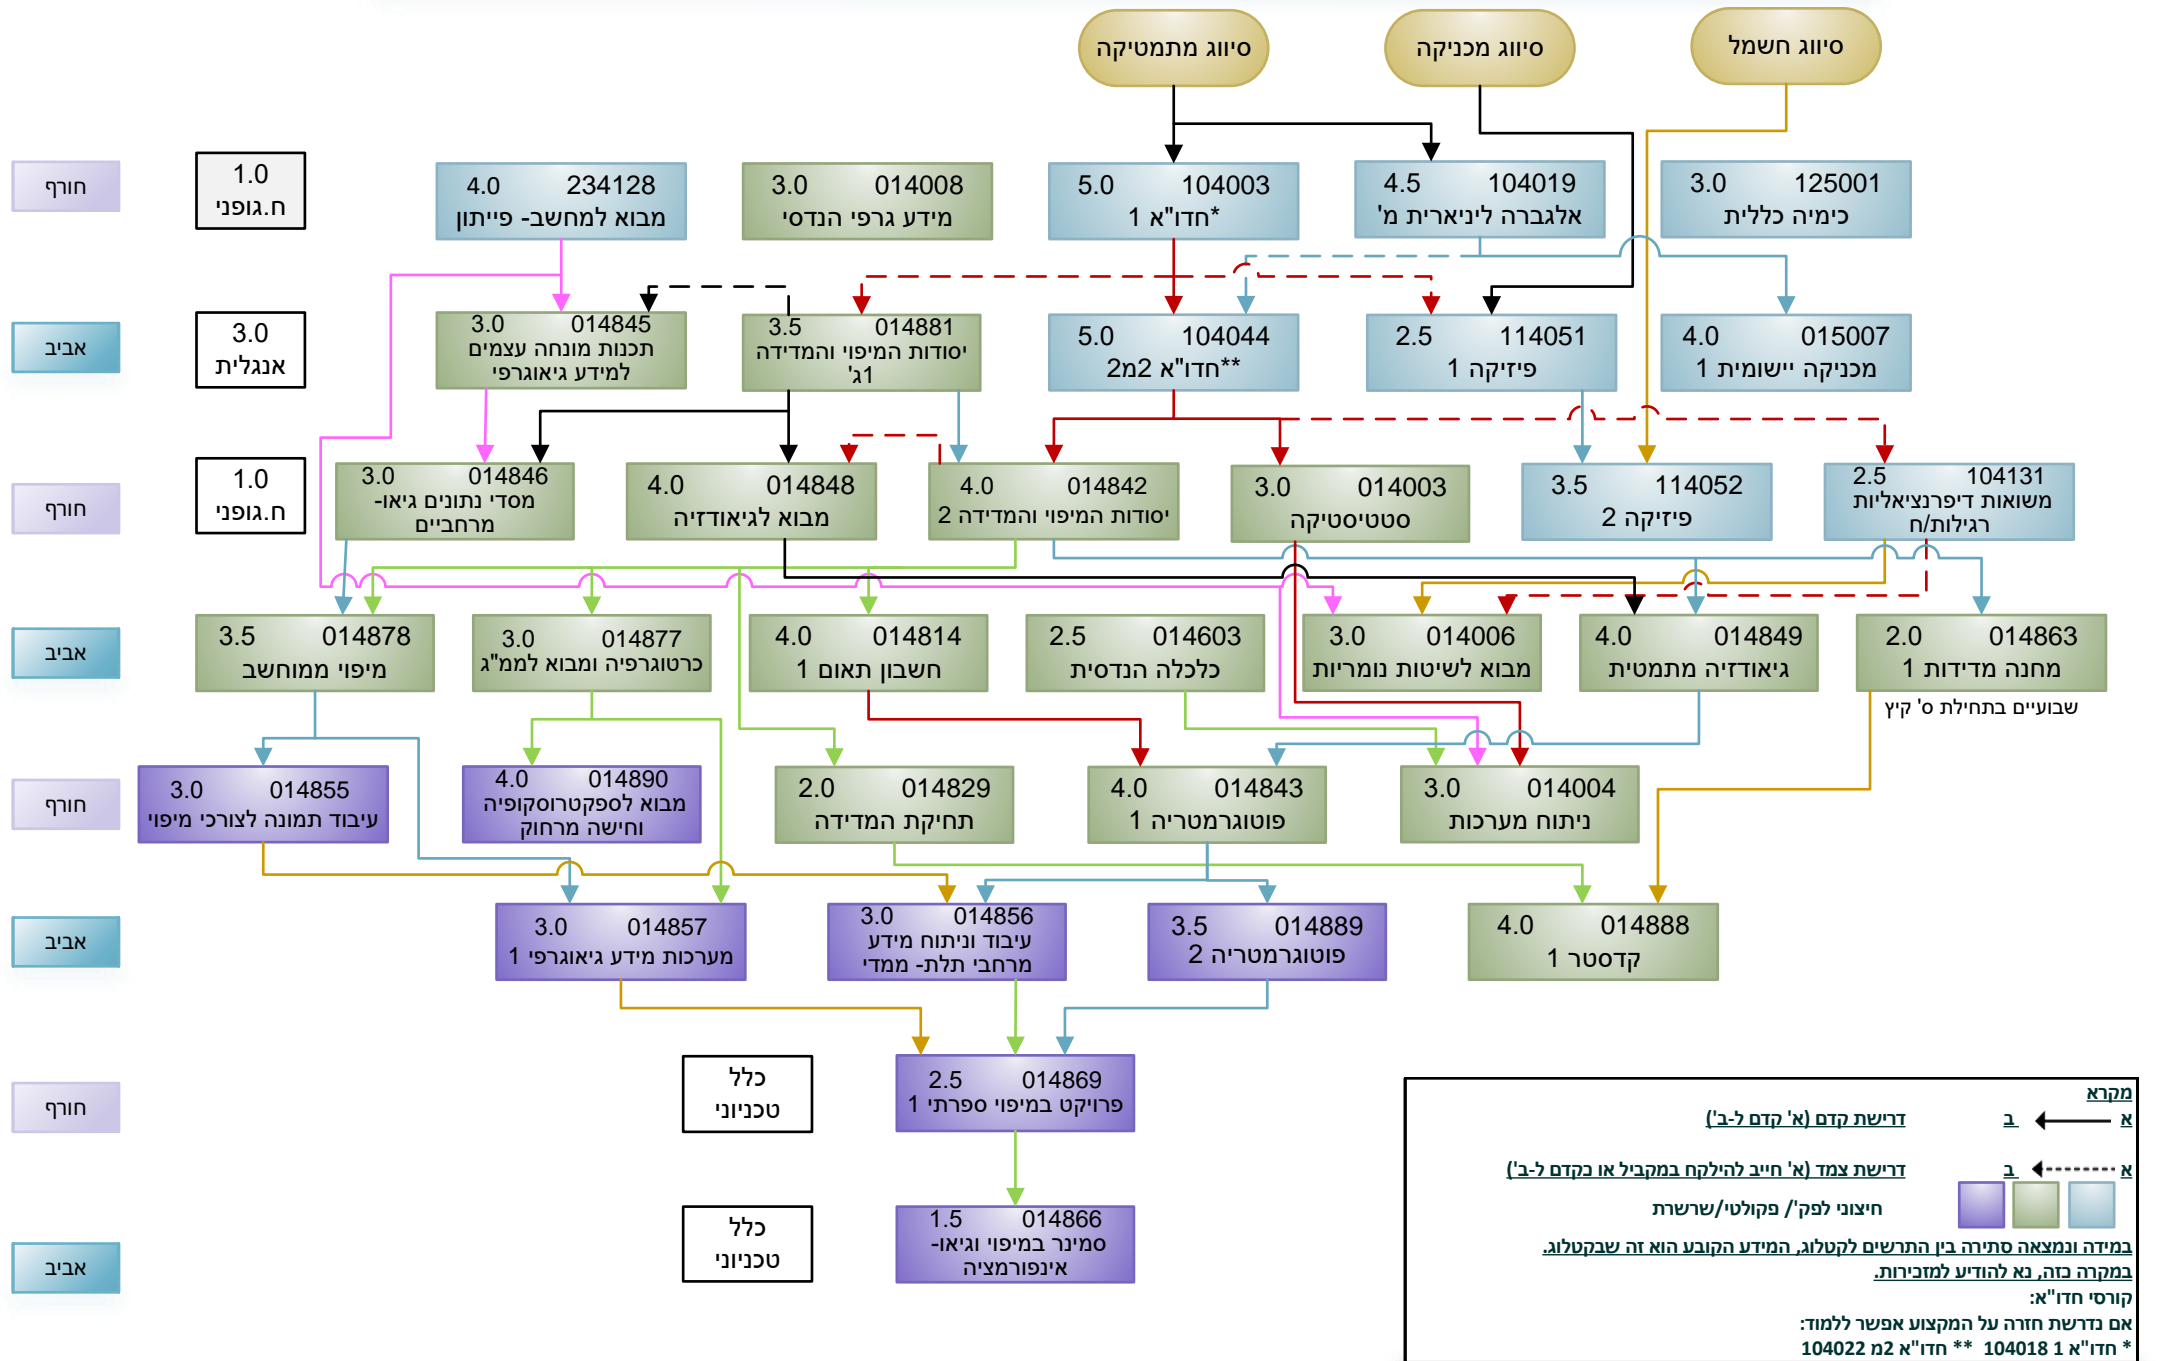 סיווג חשמל
סיווג מכניקה
סיווג מתמטיקה
חורף
1.0
ח.גופני
234128 4.0
מבוא למחשב- פייתון
014008 3.0
מידע גרפי הנדסי
104003 5.0
*חדו"א 1
104019 4.5
אלגברה ליניארית מ'
125001 3.0
כימיה כללית
אביב
3.0
אנגלית
014845 3.0
תכנות מונחה עצמים
למידע גיאוגרפי
014881 3.5
יסודות המיפוי והמדידה
1ג'
104044 5.0
**חדו"א 2מ2
114051 2.5
פיזיקה 1
015007 4.0
מכניקה יישומית 1
חורף
1.0
ח.גופני
014846 3.0
מסדי נתונים גיאו-
מרחביים
014848 4.0
מבוא לגיאודזיה
014842 4.0
יסודות המיפוי והמדידה 2
014003 3.0
סטטיסטיקה
114052 3.5
פיזיקה 2
104131 2.5
משוואות דיפרנציאליות
רגילות/ח
אביב
014878 3.5
מיפוי ממוחשב
014877 3.0
כרטוגרפיה ומבוא לממ"ג
014814 4.0
חשבון תאום 1
014603 2.5
כלכלה הנדסית
014006 3.0
מבוא לשיטות נומריות
014849 4.0
גיאודזיה מתמטית
014863 2.0
מחנה מדידות 1
שבועיים בתחילת ס' קיץ
חורף
014855 3.0
עיבוד תמונה לצורכי מיפוי
014890 4.0
מבוא לספקטרוסקופיה
וחישה מרחוק
014829 2.0
תחיקת המדידה
014843 4.0
פוטוגרמטריה 1
014004 3.0
ניתוח מערכות
אביב
014857 3.0
מערכות מידע גיאוגרפי 1
014856 3.0
עיבוד וניתוח מידע
מרחבי תלת- ממדי
014889 3.5
פוטוגרמטריה 2
014888 4.0
קדסטר 1
חורף
כלל
טכניוני
014869 2.5
פרויקט במיפוי ספרתי 1
אביב
כלל
טכניוני
014866 1.5
סמינר במיפוי וגיאו-
אינפורמציה
מקרא
א ב דרישת קדם (א' קדם ל-ב')
א ב דרישת צמד (א' חייב להילקח במקביל או כקדם ל-ב')
חיצוני לפק'/ פקולטי/שרשרת
במידה ונמצאה סתירה בין התרשים לקטלוג, המידע הקובע הוא זה שבקטלוג.
במקרה כזה, נא להודיע למזכירות.
קורסי חדו"א:
אם נדרשת חזרה על המקצוע אפשר ללמוד:
* חדו"א 1 104018 ** חדו"א 2מ 104022